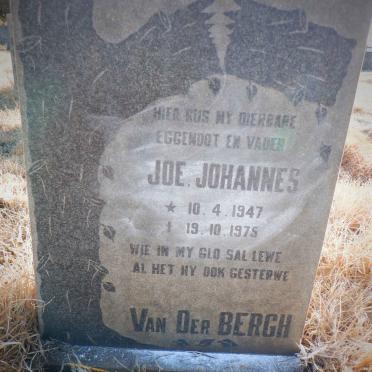 HIER RUS MY DIERBARE
EGGENOOT EN VADER
JOE. JOHANNES
★ 10. 4. 1947
† 19. 10. 1975
WIE IN MY GLO SAL LEWE
AL HET HY OOK GESTERWE
VAN DER BERGH